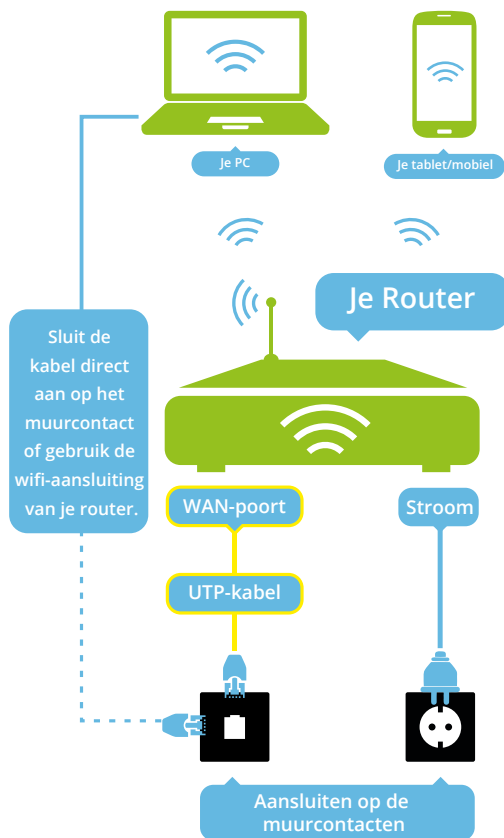 Je PC
Je tablet/mobiel
Je Router
Sluit de
kabel direct
aan op het
muurcontact
of gebruik de
wifi-aansluiting
van je router.
WAN-poort
Stroom
UTP-kabel
Aansluiten op de
muurcontacten